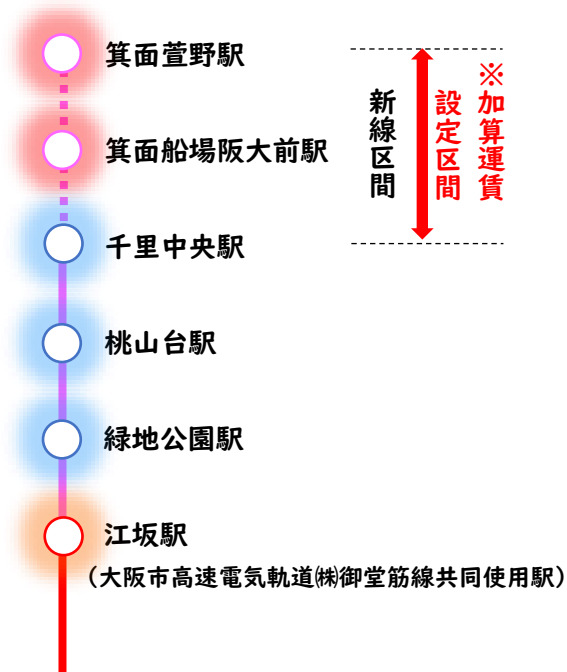 箕面萱野駅
箕面船場阪大前駅
新線区間
※加算運賃
設定区間
千里中央駅
桃山台駅
緑地公園駅
江坂駅
(大阪市高速電気軌道㈱御堂筋線共同使用駅)